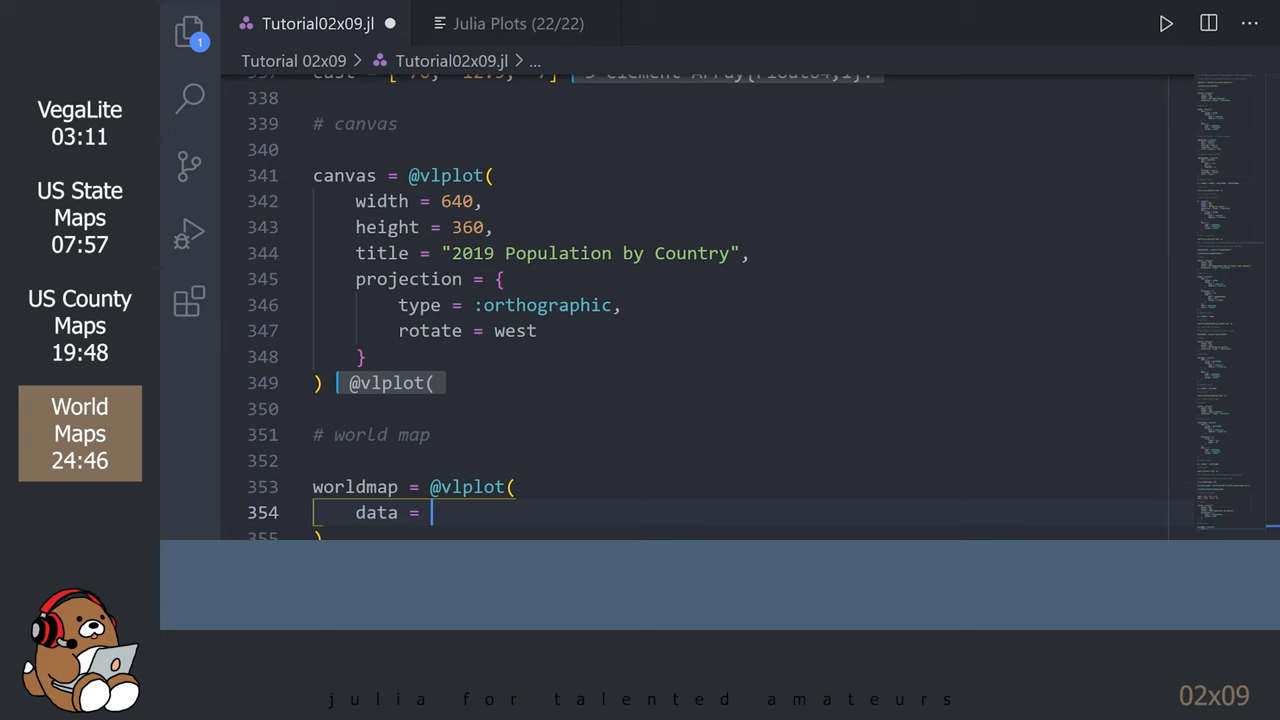 VegaLite
03:11
US State
Maps
07:57
US County
Maps
19:48
World
Maps
24:46
1
Tutorial02x09.jl
Julia Plots (22/22)
Tutorial 02x09 > Tutorial02x09.jl > ...
338
339 # canvas
340
341 canvas = @vlplot(
342 width = 640,
343 height = 360,
344 title = "2019 Population by Country",
345 projection = {
346 type = :orthographic,
347 rotate = west
348 }
349 ) @vlplot(
350
351 # world map
352
353 worldmap = @vlplot(
354 data =
355 )
julia for talented amateurs
02x09